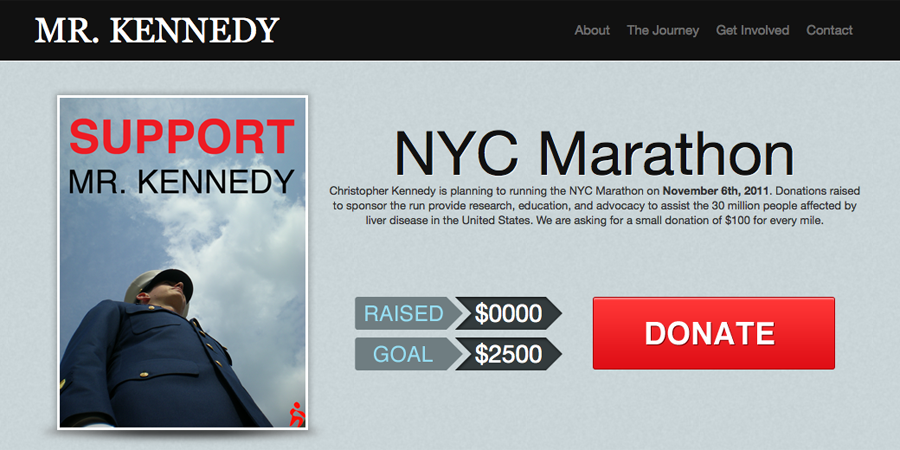 MR. KENNEDY
About The Journey Get Involved Contact
SUPPORT
MR. KENNEDY
NYC Marathon
Christopher Kennedy is planning to running the NYC Marathon on November 6th, 2011. Donations raised
to sponsor the run provide research, education, and advocacy to assist the 30 million people affected by
liver disease in the United States. We are asking for a small donation of $100 for every mile.
RAISED $0000
GOAL $2500
DONATE